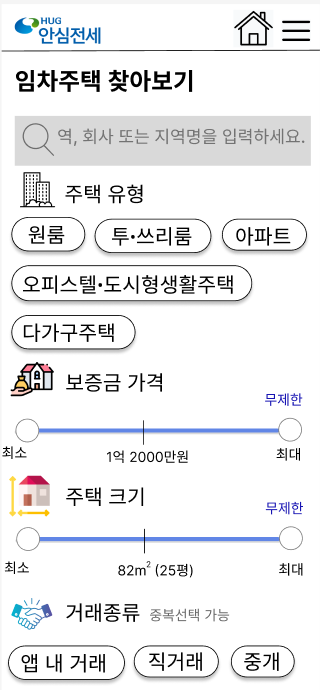 HUG
안심전세
임차주택 찾아보기
역, 회사 또는 지역명을 입력하세요.
주택 유형
원룸 투•쓰리룸 아파트
오피스텔•도시형생활주택
다가구주택
보증금 가격
무제한
최소 1억 2000만원 최대
주택 크기
무제한
최소 82m² (25평) 최대
거래종류 중복선택 가능
앱 내 거래 직거래 중개